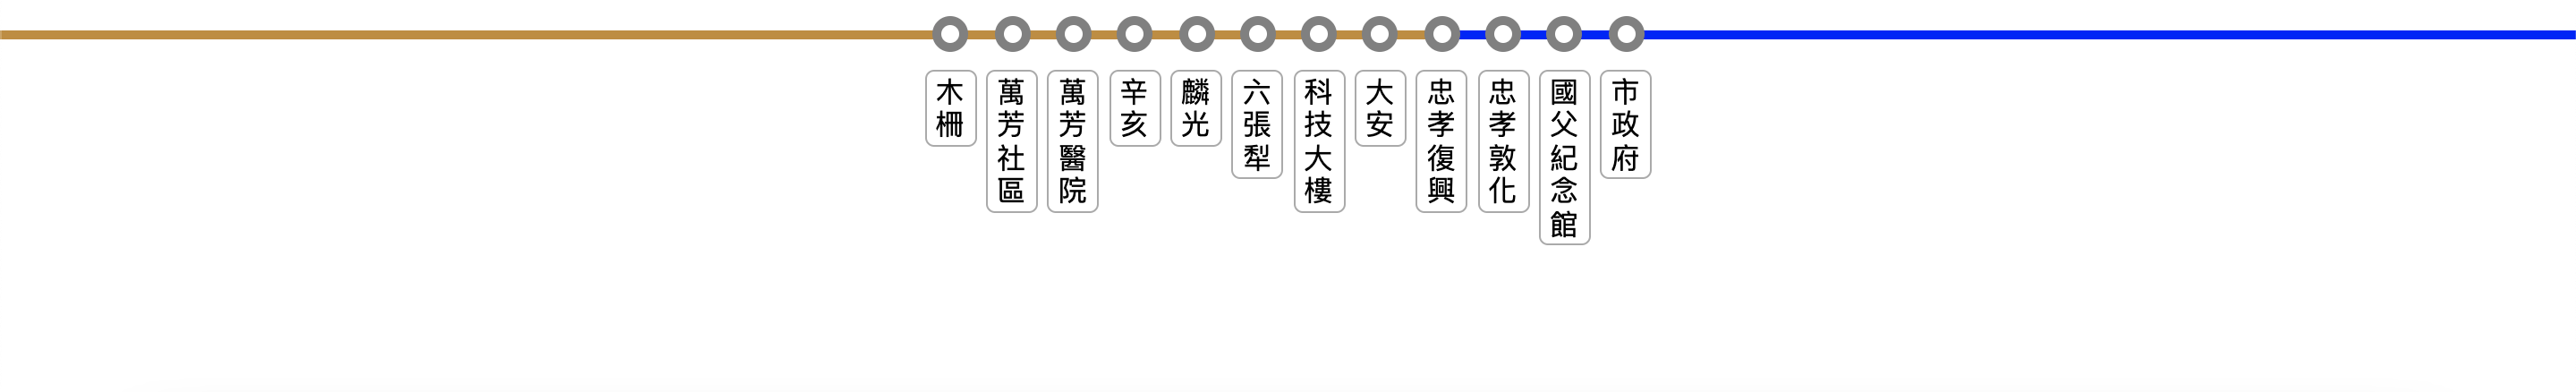 木柵
萬芳社區
萬芳醫院
辛亥
麟光
六張犁
科技大樓
大安
忠孝復興
忠孝敦化
國父紀念館
市政府